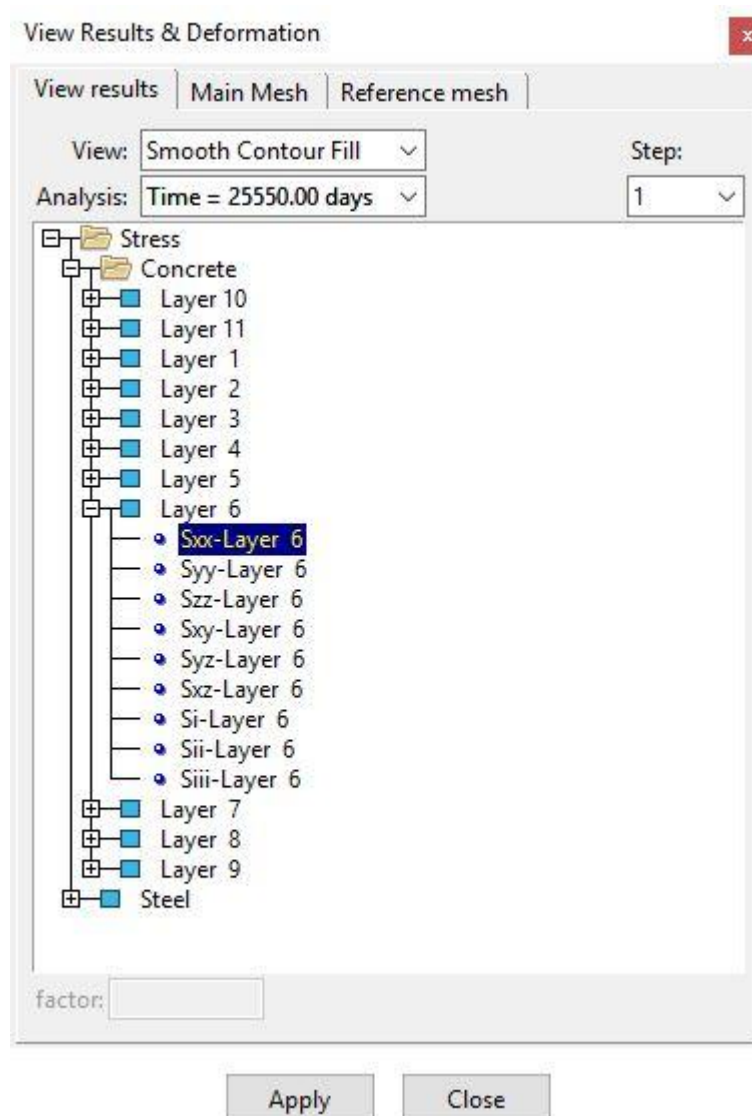 View Results & Deformation
View results Main Mesh Reference mesh
View: Smooth Contour Fill Step:
Analysis: Time = 25550.00 days 1
Stress
Concrete
Layer 10
Layer 11
Layer 1
Layer 2
Layer 3
Layer 4
Layer 5
Layer 6
Sxx-Layer 6
Syy-Layer 6
Szz-Layer 6
Sxy-Layer 6
Syz-Layer 6
Sxz-Layer 6
Si-Layer 6
Sii-Layer 6
Siii-Layer 6
Layer 7
Layer 8
Layer 9
Steel
factor:
Apply Close